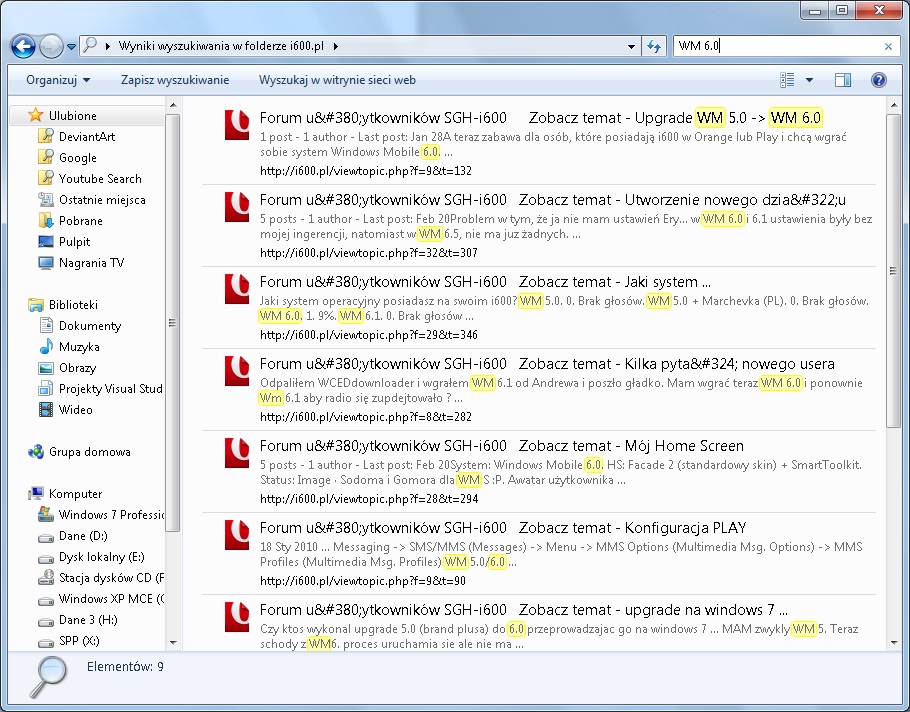 Wyniki wyszukiwania w folderze i600.pl
WM 6.0
Organizuj
Zapisz wyszukiwanie
Wyszukaj w witrynie sieci web
Ulubione
DeviantArt
Google
Youtube Search
Ostatnie miejsca
Pobrane
Pulpit
Nagrania TV
Biblioteki
Dokumenty
Muzyka
Obrazy
Projekty Visual Stud
Wideo
Grupa domowa
Komputer
Windows 7 Professic
Dane (D:)
Dysk lokalny (E:)
Stacja dysków CD (F
Windows XP MCE (G
Dane 3 (H:)
SPP (X:)
Forum u&#380;ytkowników SGH-i600 Zobacz temat - Upgrade WM 5.0 -> WM 6.0
1 post - 1 author - Last post: Jan 28A teraz zabawa dla osób, które posiadają i600 w Orange lub Play i chcą wgrać
sobie system Windows Mobile 6.0. ...
http://i600.pl/viewtopic.php?f=9&t=132
Forum u&#380;ytkowników SGH-i600 Zobacz temat - Utworzenie nowego dzia&#322;u
5 posts - 1 author - Last post: Feb 20Problem w tym, że ja nie mam ustawień Ery... w WM 6.0 i 6.1 ustawienia były bez
mojej ingerencji, natomiast w WM 6.5, nie ma juz żadnych. ...
http://i600.pl/viewtopic.php?f=32&t=307
Forum u&#380;ytkowników SGH-i600 Zobacz temat - Jaki system ...
Jaki system operacyjny posiadasz na swoim i600? WM 5.0. 0. Brak głosów. WM 5.0 + Marchevka (PL). 0. Brak głosów.
WM 6.0. 1. 9%. WM 6.1. 0. Brak głosów ...
http://i600.pl/viewtopic.php?f=29&t=346
Forum u&#380;ytkowników SGH-i600 Zobacz temat - Kilka pyta&#324; nowego usera
Odpaliłem WCEDdownloader i wgrałem WM 6.1 od Andrewa i poszło gładko. Mam wgrać teraz WM 6.0 i ponownie
Wm 6.1 aby radio się zupdejtowało ? ...
http://i600.pl/viewtopic.php?f=8&t=282
Forum u&#380;ytkowników SGH-i600 Zobacz temat - Mój Home Screen
5 posts - 1 author - Last post: Feb 20System: Windows Mobile 6.0. HS: Facade 2 (standardowy skin) + SmartToolkit.
Status: Image · Sodoma i Gomora dla WM S :P. Awatar użytkownika ...
http://i600.pl/viewtopic.php?f=28&t=294
Forum u&#380;ytkowników SGH-i600 Zobacz temat - Konfiguracja PLAY
18 Sty 2010 ... Messaging -> SMS/MMS (Messages) -> Menu -> MMS Options (Multimedia Msg. Options) -> MMS
Profiles (Multimedia Msg. Profiles) WM 5.0/6.0 ...
http://i600.pl/viewtopic.php?f=9&t=90
Forum u&#380;ytkowników SGH-i600 Zobacz temat - upgrade na windows 7 ...
Czy ktos wykonal upgrade 5.0 (brand plusa) do 6.0 przeprowadzajac go na windows 7 ... MAM zwykly WM 5. Teraz
schody z WM6. proces uruchamia sie ale nie ma ...
Elementów: 9